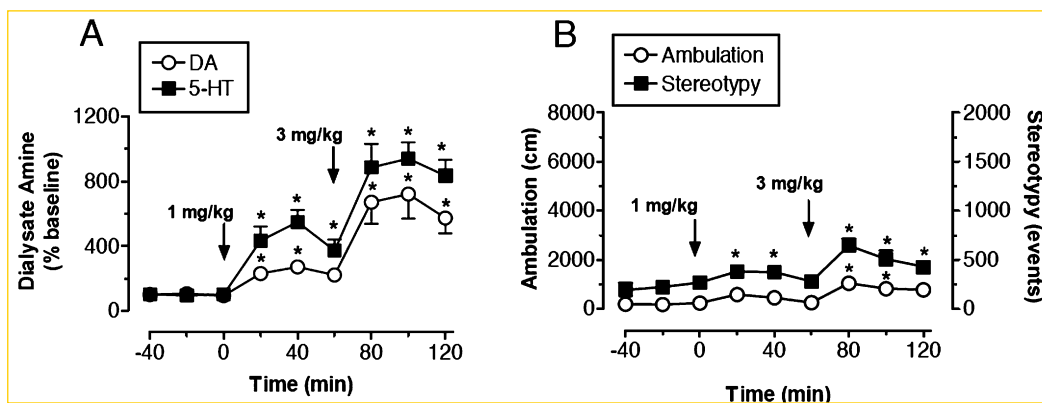 A
DA
5-HT
1200
800
400
0
Dialysate Amine
(% baseline)
1 mg/kg
3 mg/kg
*
*
*
*
*
*
*
*
*
*
*
-40
0
40
80
120
Time (min)
B
Ambulation
Stereotypy
8000
6000
4000
2000
0
Ambulation (cm)
2000
1500
1000
500
0
Stereotypy (events)
1 mg/kg
3 mg/kg
*
*
*
*
*
*
*
-40
0
40
80
120
Time (min)